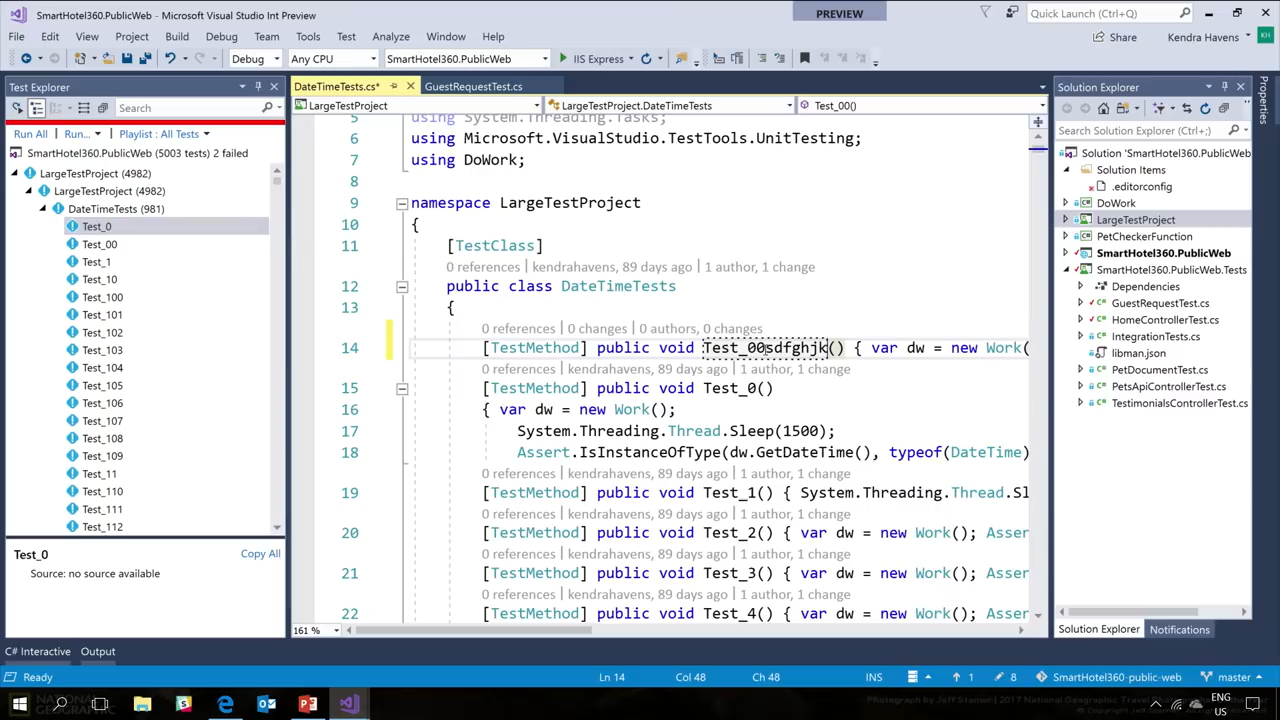 SmartHotel360.PublicWeb - Microsoft Visual Studio Int Preview
PREVIEW
Quick Launch (Ctrl+Q)
File Edit View Project Build Debug Team Tools Test Analyze Window Help
Share Kendra Havens KH
Debug Any CPU SmartHotel360.PublicWeb IIS Express
Test Explorer
Search
Run All Run... Playlist : All Tests
SmartHotel360.PublicWeb (5003 tests) 2 failed
LargeTestProject (4982)
LargeTestProject (4982)
DateTimeTests (981)
Test_0
Test_00
Test_1
Test_10
Test_100
Test_101
Test_102
Test_103
Test_104
Test_105
Test_106
Test_107
Test_108
Test_109
Test_11
Test_110
Test_111
Test_112
Test_0 Copy All
Source: no source available
DateTimeTests.cs* GuestRequestTest.cs
LargeTestProject LargeTestProject.DateTimeTests Test_00()
5 using System.Threading.Tasks;
6 using Microsoft.VisualStudio.TestTools.UnitTesting;
7 using DoWork;
8
9 namespace LargeTestProject
10 {
11 [TestClass]
0 references | kendrahavens, 89 days ago | 1 author, 1 change
12 public class DateTimeTests
13 {
0 references | 0 changes | 0 authors, 0 changes
14 [TestMethod] public void Test_00sdfghjk() { var dw = new Work(
0 references | kendrahavens, 89 days ago | 1 author, 1 change
15 [TestMethod] public void Test_0()
16 { var dw = new Work();
17 System.Threading.Thread.Sleep(1500);
18 Assert.IsInstanceOfType(dw.GetDateTime(), typeof(DateTime)
0 references | kendrahavens, 89 days ago | 1 author, 1 change
19 [TestMethod] public void Test_1() { System.Threading.Thread.Sl
0 references | kendrahavens, 89 days ago | 1 author, 1 change
20 [TestMethod] public void Test_2() { var dw = new Work(); Asser
0 references | kendrahavens, 89 days ago | 1 author, 1 change
21 [TestMethod] public void Test_3() { var dw = new Work(); Asser
0 references | kendrahavens, 89 days ago | 1 author, 1 change
22 [TestMethod] public void Test_4() { var dw = new Work(); Asser
161 %
Solution Explorer
Search Solution Explorer (Ctrl+;)
Solution 'SmartHotel360.PublicWeb
Solution Items
.editorconfig
DoWork
LargeTestProject
PetCheckerFunction
SmartHotel360.PublicWeb
SmartHotel360.PublicWeb.Tests
Dependencies
GuestRequestTest.cs
HomeControllerTest.cs
IntegrationTests.cs
libman.json
PetDocumentTest.cs
PetsApiControllerTest.cs
TestimonialsControllerTest.cs
Solution Explorer Notifications
Properties
C# Interactive Output
Ready Ln 14 Col 48 Ch 48 INS 1 8 SmartHotel360-public-web master
NATIONAL GEOGRAPHIC
Photograph by Jeff Stamer | 2017 National Geographic Travel
ENG
US